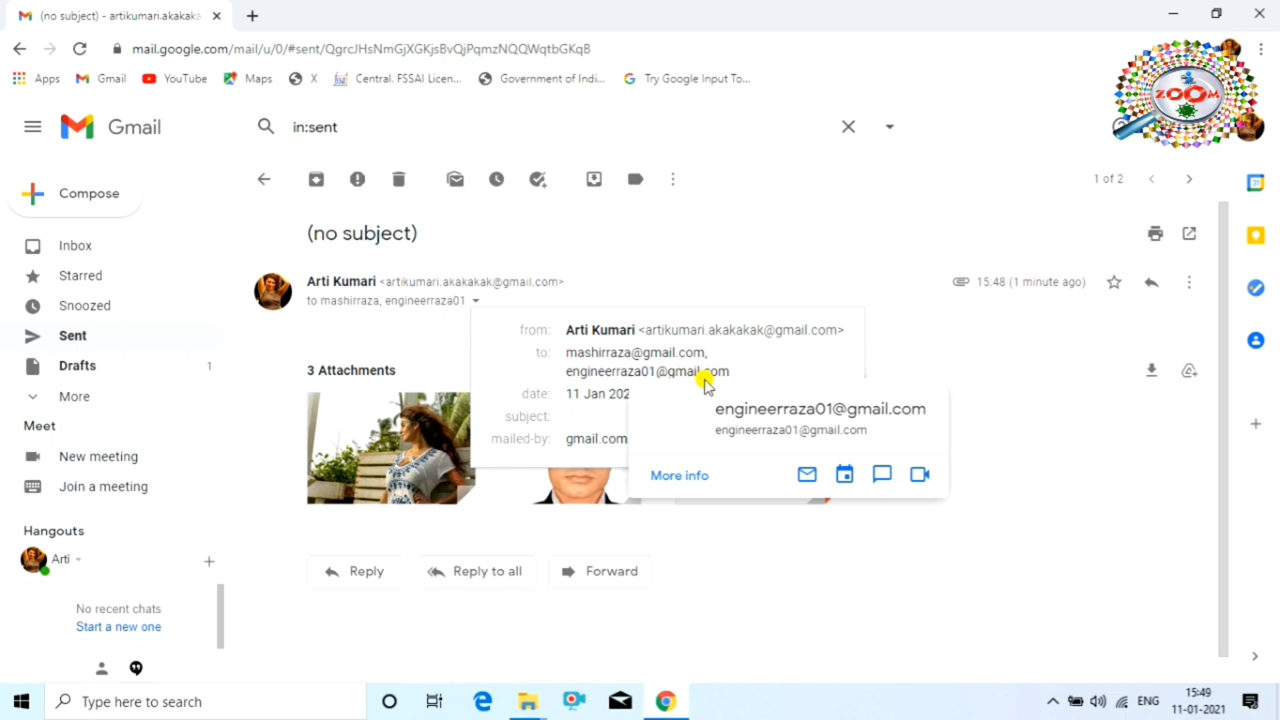 (no subject) - artikumari.akakaka
mail.google.com/mail/u/0/#sent/QgrcJHsNmGjXGKjsBvQjPqmzNQQWqtbGKqB
Apps Gmail YouTube Maps X Central. FSSAI Licen... Government of Indi... Try Google Input To...
ZOOM
Gmail
in:sent
Compose
1 of 2
(no subject)
Inbox
Starred
Snoozed
Sent
Drafts 1
More
Arti Kumari <artikumari.akakakak@gmail.com>
15:48 (1 minute ago)
to mashirraza, engineerraza01
from: Arti Kumari <artikumari.akakakak@gmail.com>
to: mashirraza@gmail.com,
engineerraza01@gmail.com
date: 11 Jan 202
subject:
mailed-by: gmail.com
3 Attachments
engineerraza01@gmail.com
engineerraza01@gmail.com
More info
Meet
New meeting
Join a meeting
Hangouts
Arti
No recent chats
Start a new one
Reply
Reply to all
Forward
Type here to search
ENG
15:49
11-01-2021